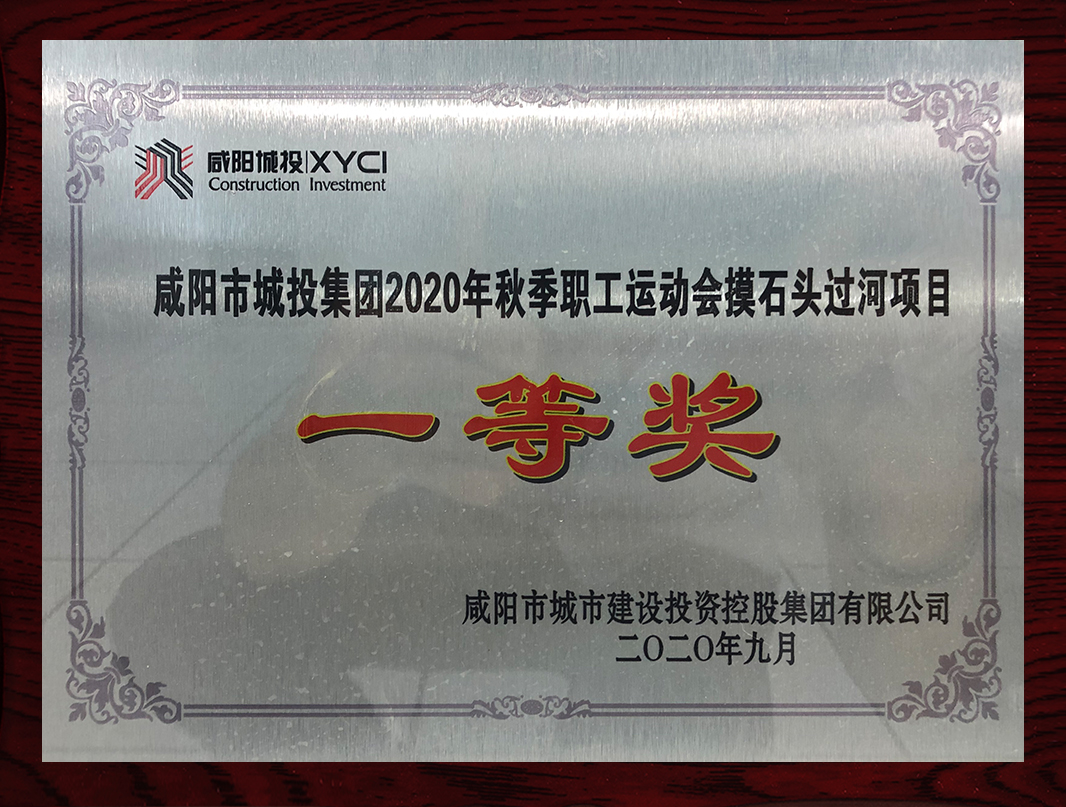 咸阳城投|XYCI
Construction Investment
咸阳市城投集团2020年秋季职工运动会摸石头过河项目
一等奖
咸阳市城市建设投资控股集团有限公司
二〇二〇年九月